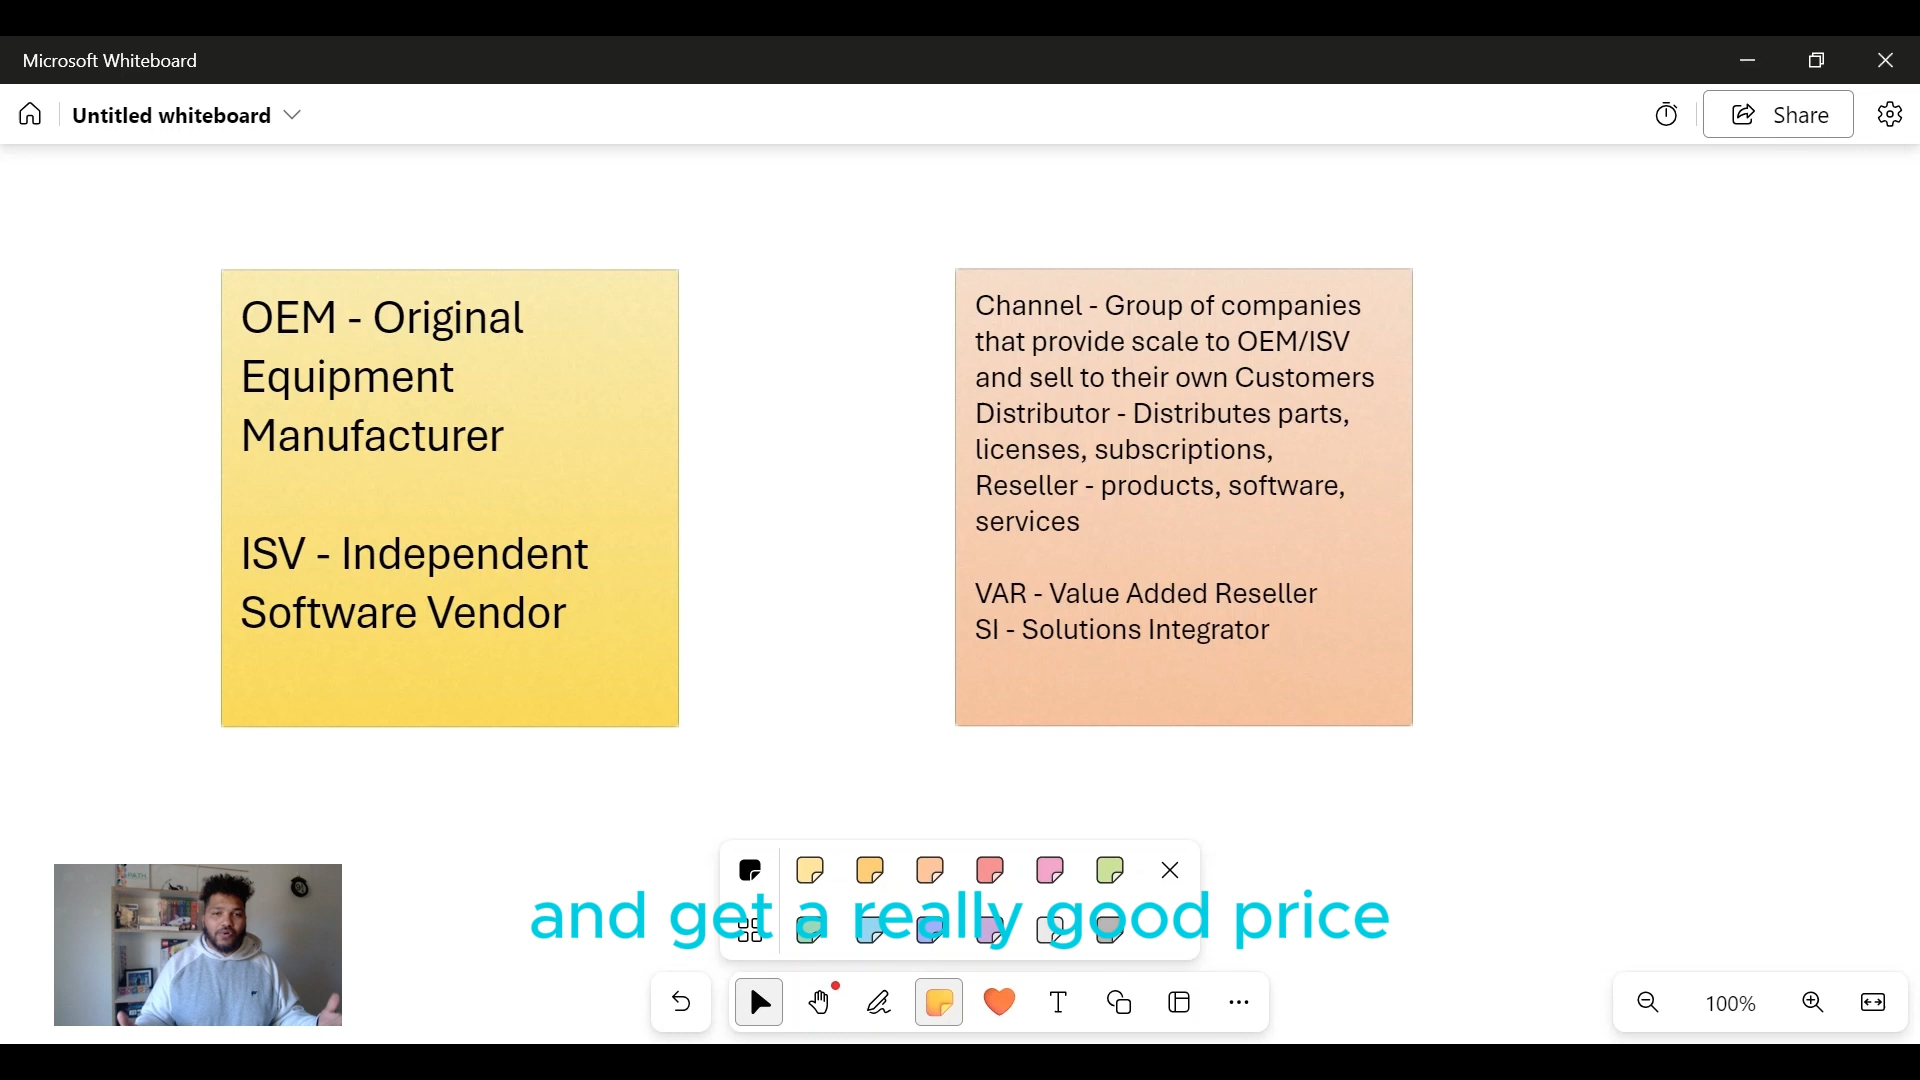 Microsoft Whiteboard
Untitled whiteboard
Share
OEM - Original
Equipment
Manufacturer
ISV - Independent
Software Vendor
Channel - Group of companies
that provide scale to OEM/ISV
and sell to their own Customers
Distributor - Distributes parts,
licenses, subscriptions,
Reseller - products, software,
services
VAR - Value Added Reseller
SI - Solutions Integrator
and get a really good price
100%